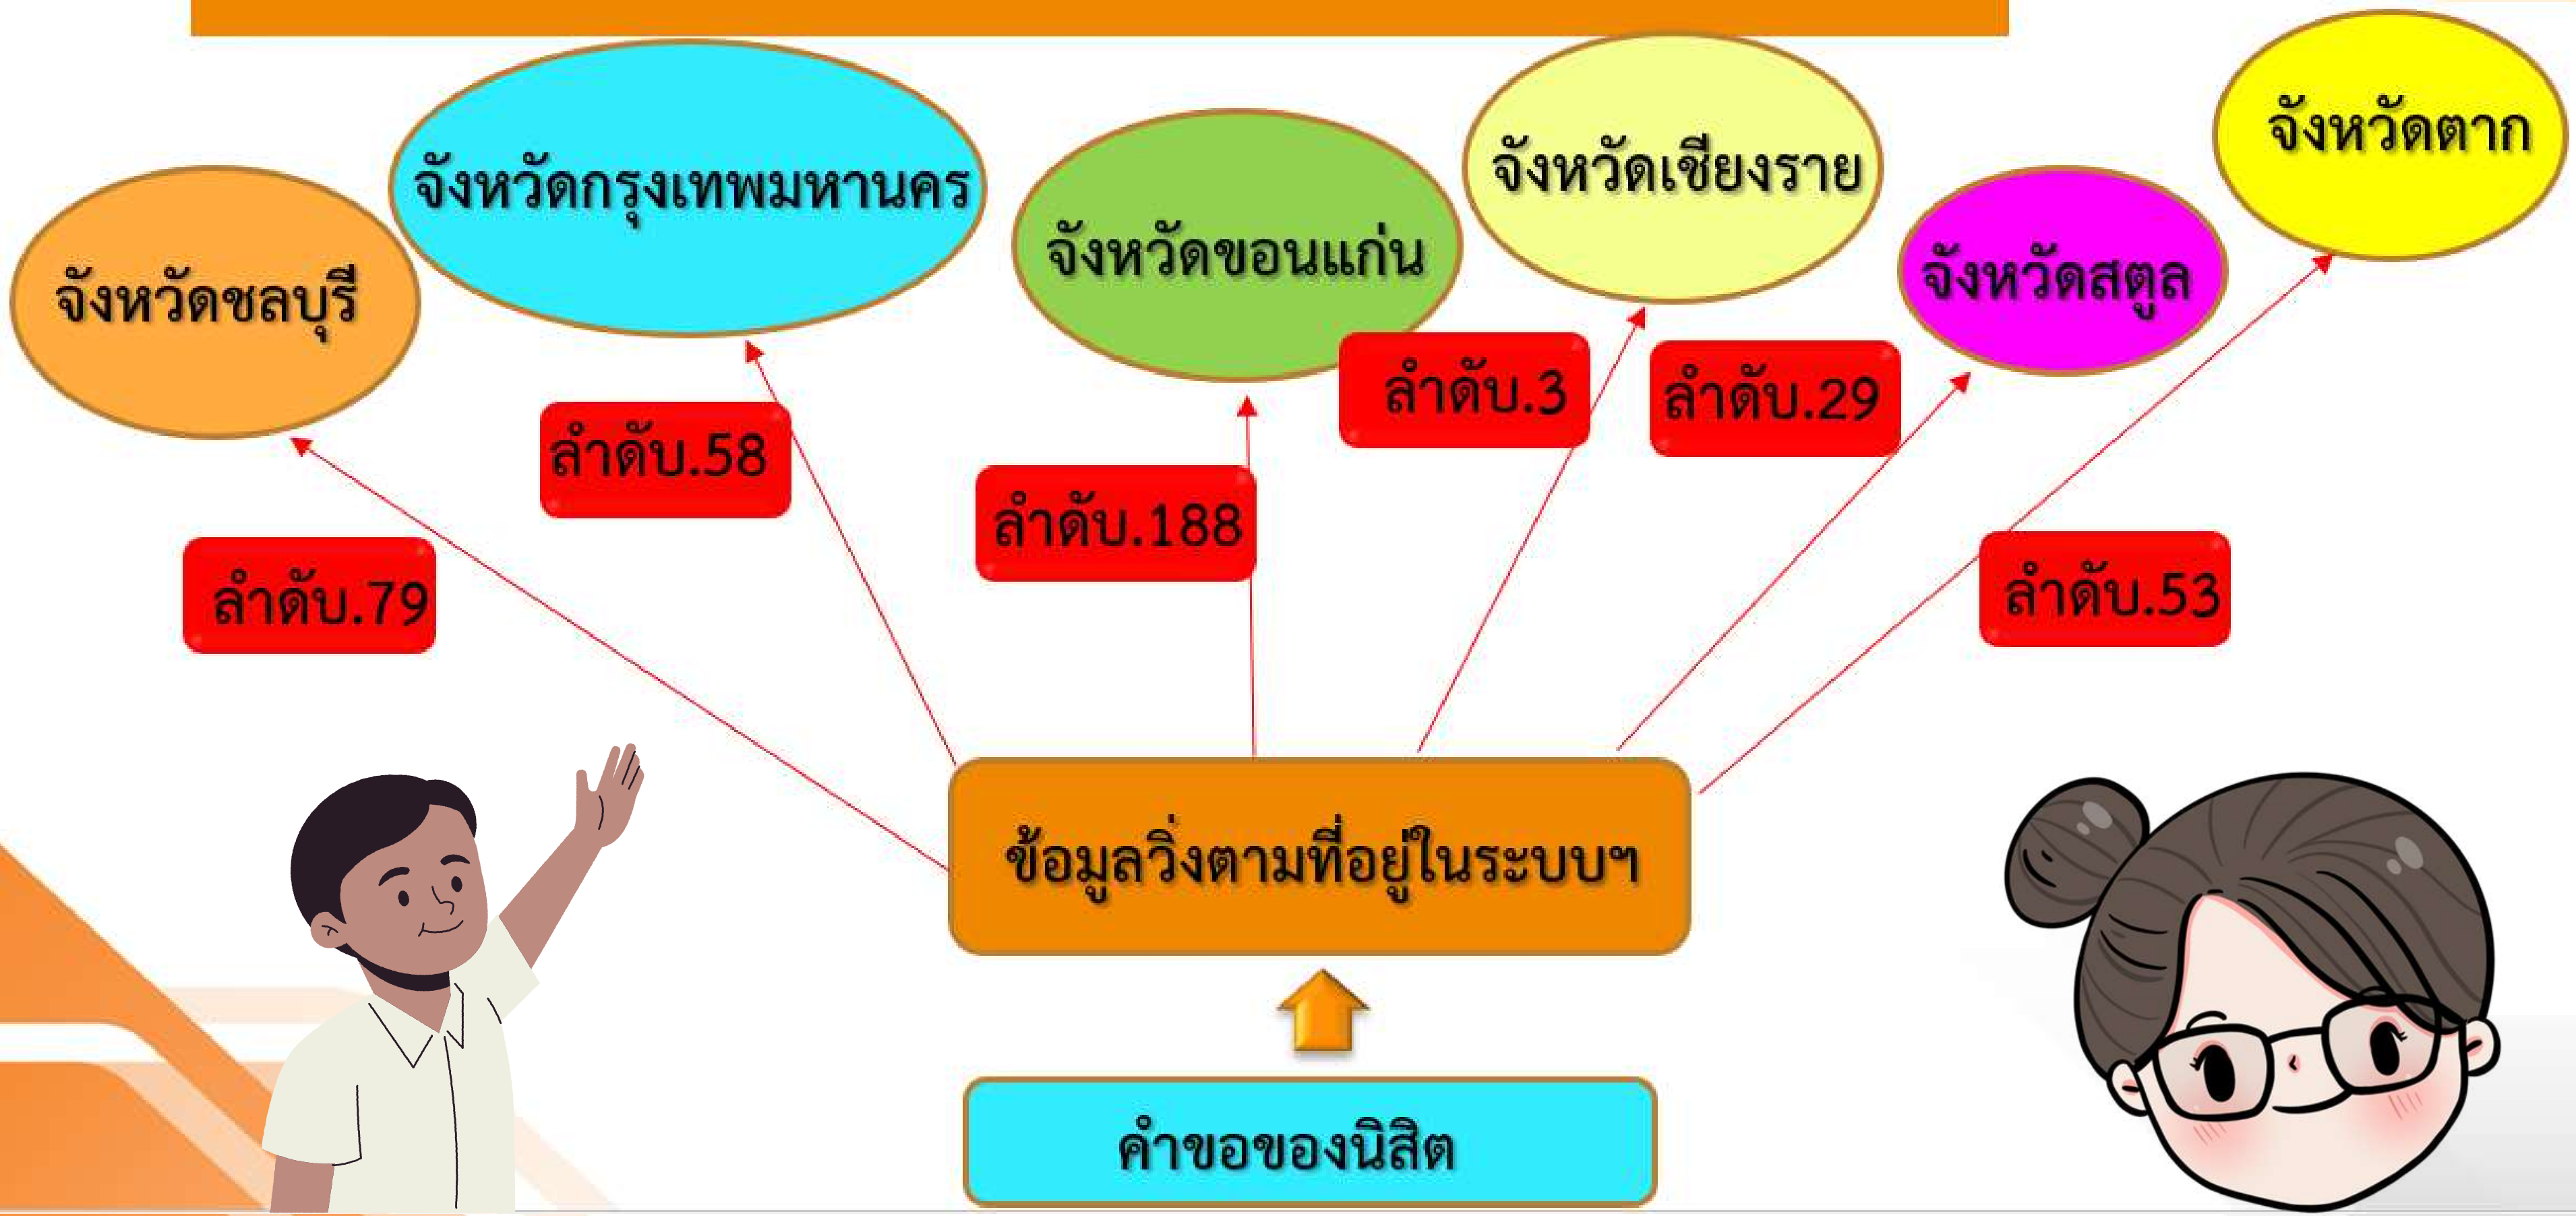 จังหวัดตาก
จังหวัดเชียงราย
จังหวัดกรุงเทพมหานคร
จังหวัดขอนแก่น
จังหวัดสตูล
จังหวัดชลบุรี
ลำดับ.3
ลำดับ.29
ลำดับ.58
ลำดับ.188
ลำดับ.79
ลำดับ.53
ข้อมูลวิ่งตามที่อยู่ในระบบฯ
คำขอของนิสิต